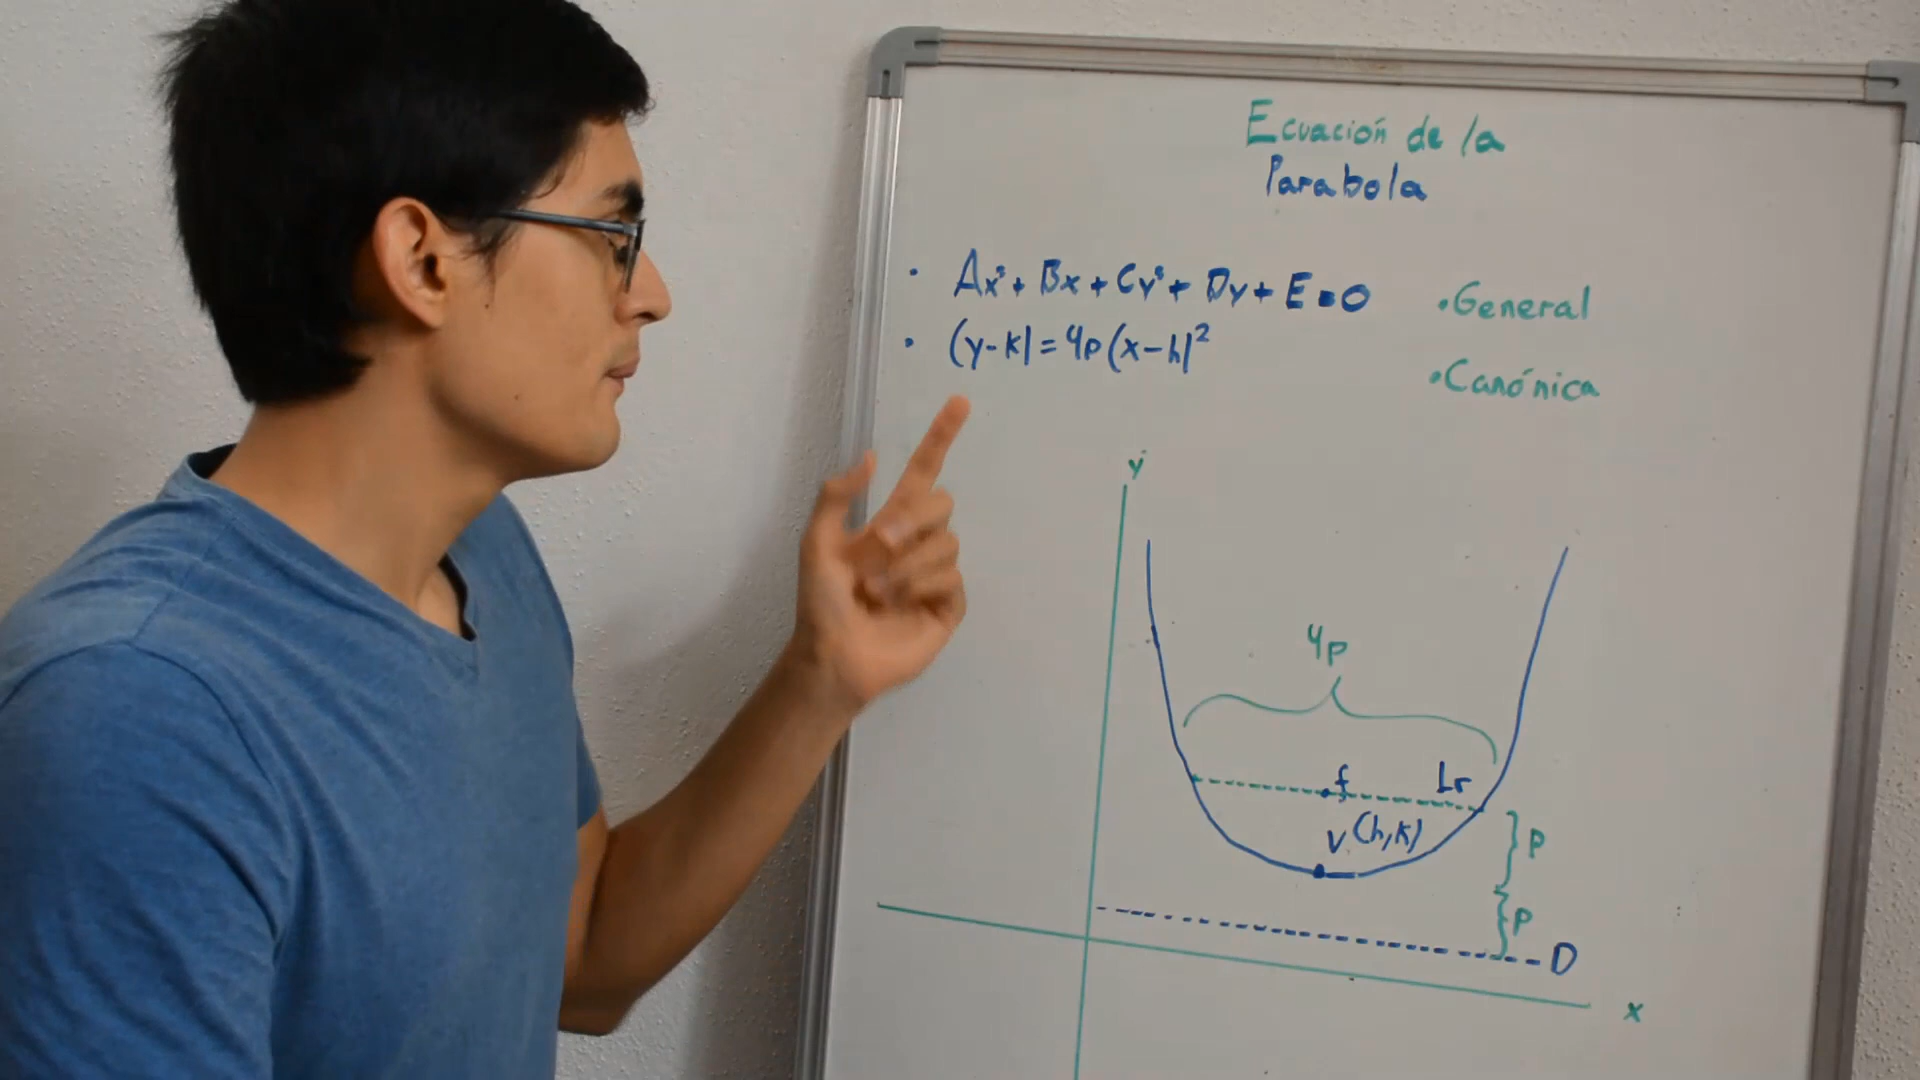 Ecuación de la
Parabola
• Ax² + Bx + Cy² + Dy + E = 0
• General
• (y-k) = 4p(x-h)²
• Canónica
y
4p
f
Lr
v (h,k)
p
p
D
x